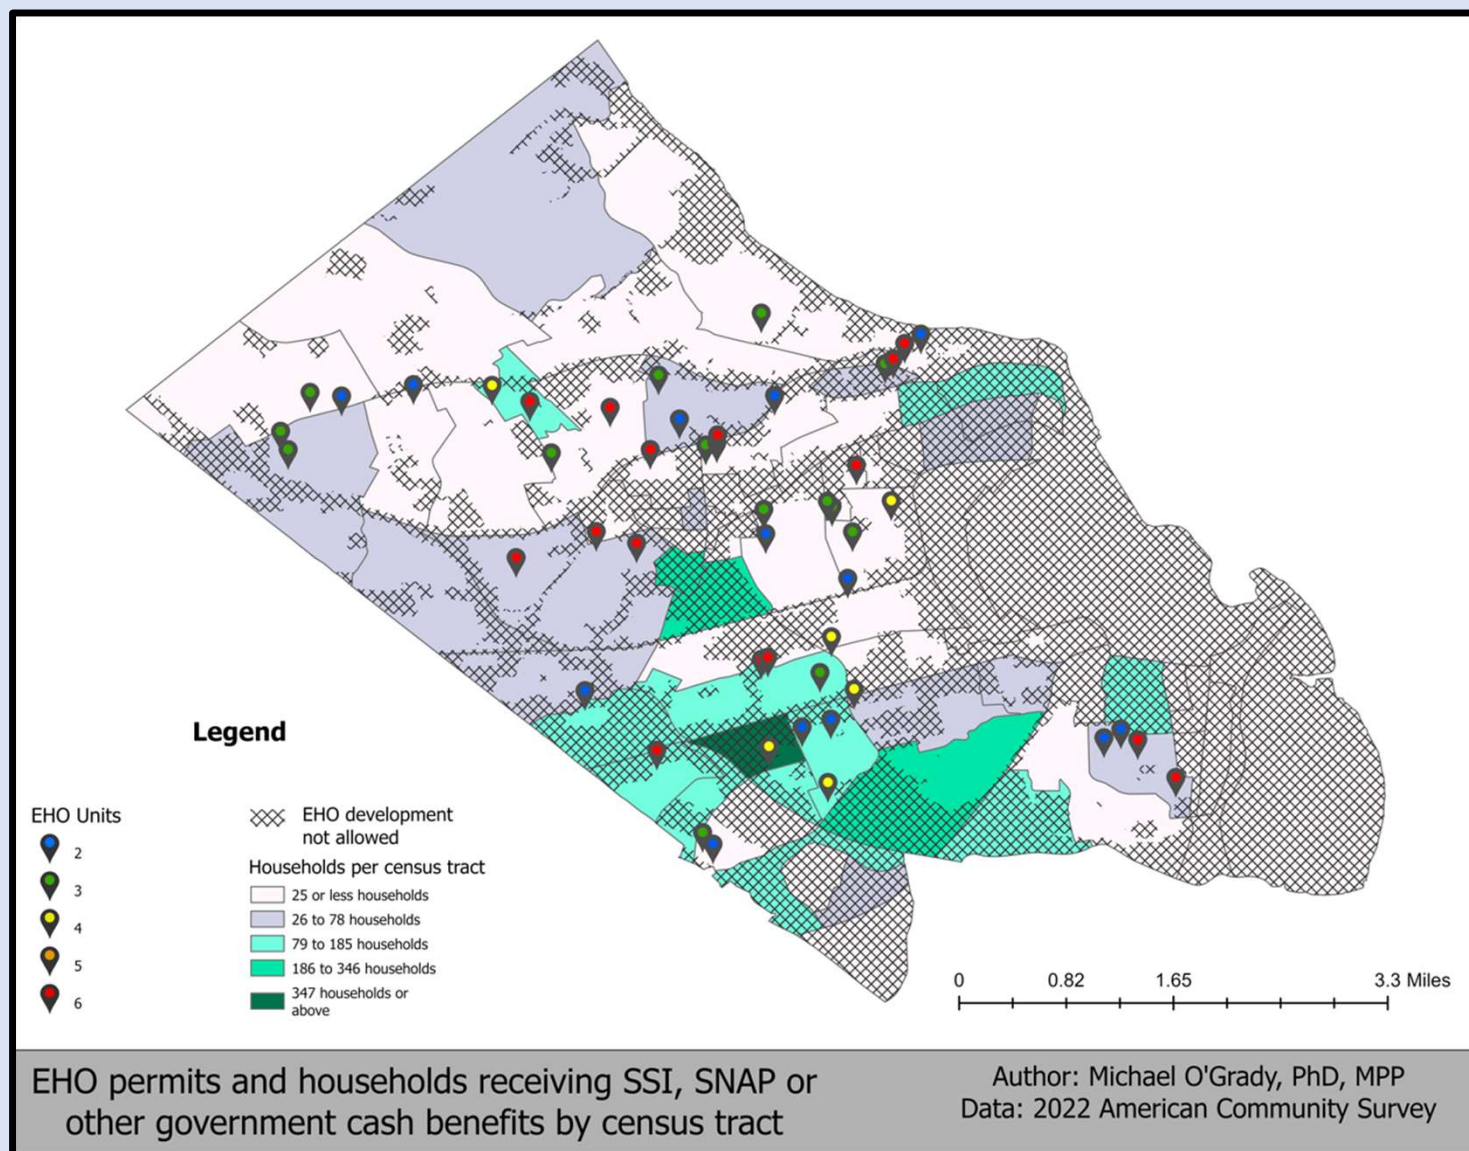 Legend
EHO Units
2
3
4
5
6
EHO development
not allowed
Households per census tract
25 or less households
26 to 78 households
79 to 185 households
186 to 346 households
347 households or
above
0 0.82 1.65 3.3 Miles
EHO permits and households receiving SSI, SNAP or
other government cash benefits by census tract
Author: Michael O'Grady, PhD, MPP
Data: 2022 American Community Survey